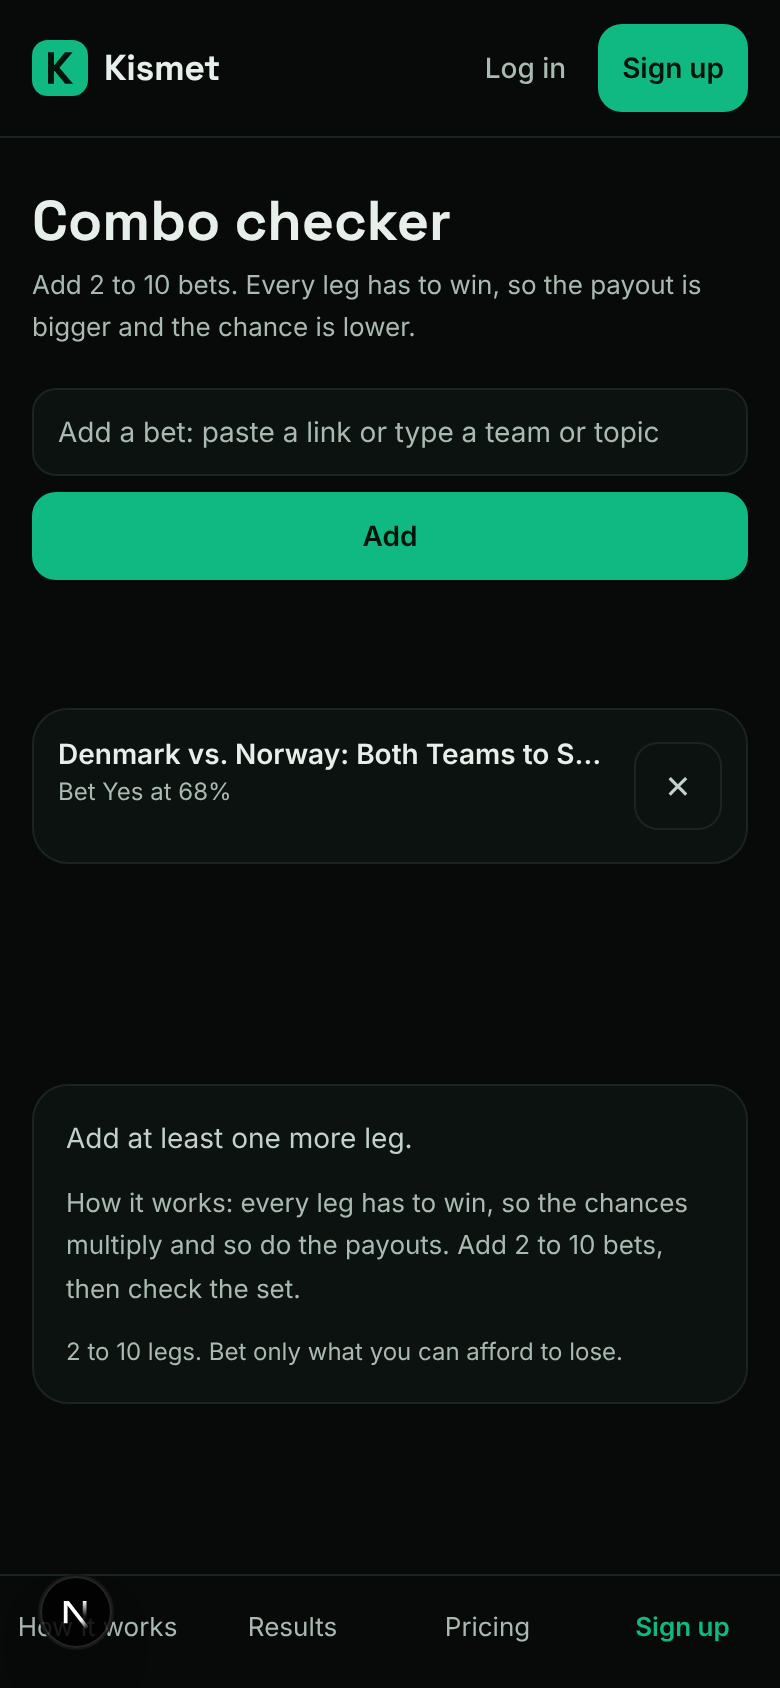 K Kismet
Log in
Sign up
Combo checker
Add 2 to 10 bets. Every leg has to win, so the payout is
bigger and the chance is lower.
Add a bet: paste a link or type a team or topic
Add
Denmark vs. Norway: Both Teams to S...
Bet Yes at 68%
×
Add at least one more leg.
How it works: every leg has to win, so the chances
multiply and so do the payouts. Add 2 to 10 bets,
then check the set.
2 to 10 legs. Bet only what you can afford to lose.
How it works
N
Results
Pricing
Sign up